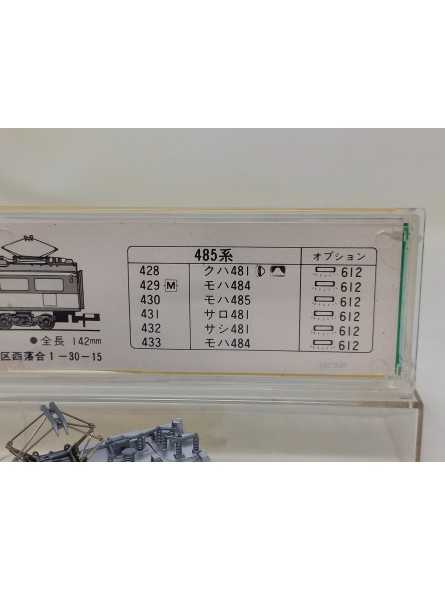 485系 オプション
428 クハ481 612
429 M モハ484 612
430 モハ485 612
431 サロ481 612
432 サシ481 612
433 モハ484 612
●全長 142mm
区西落合1-30-15